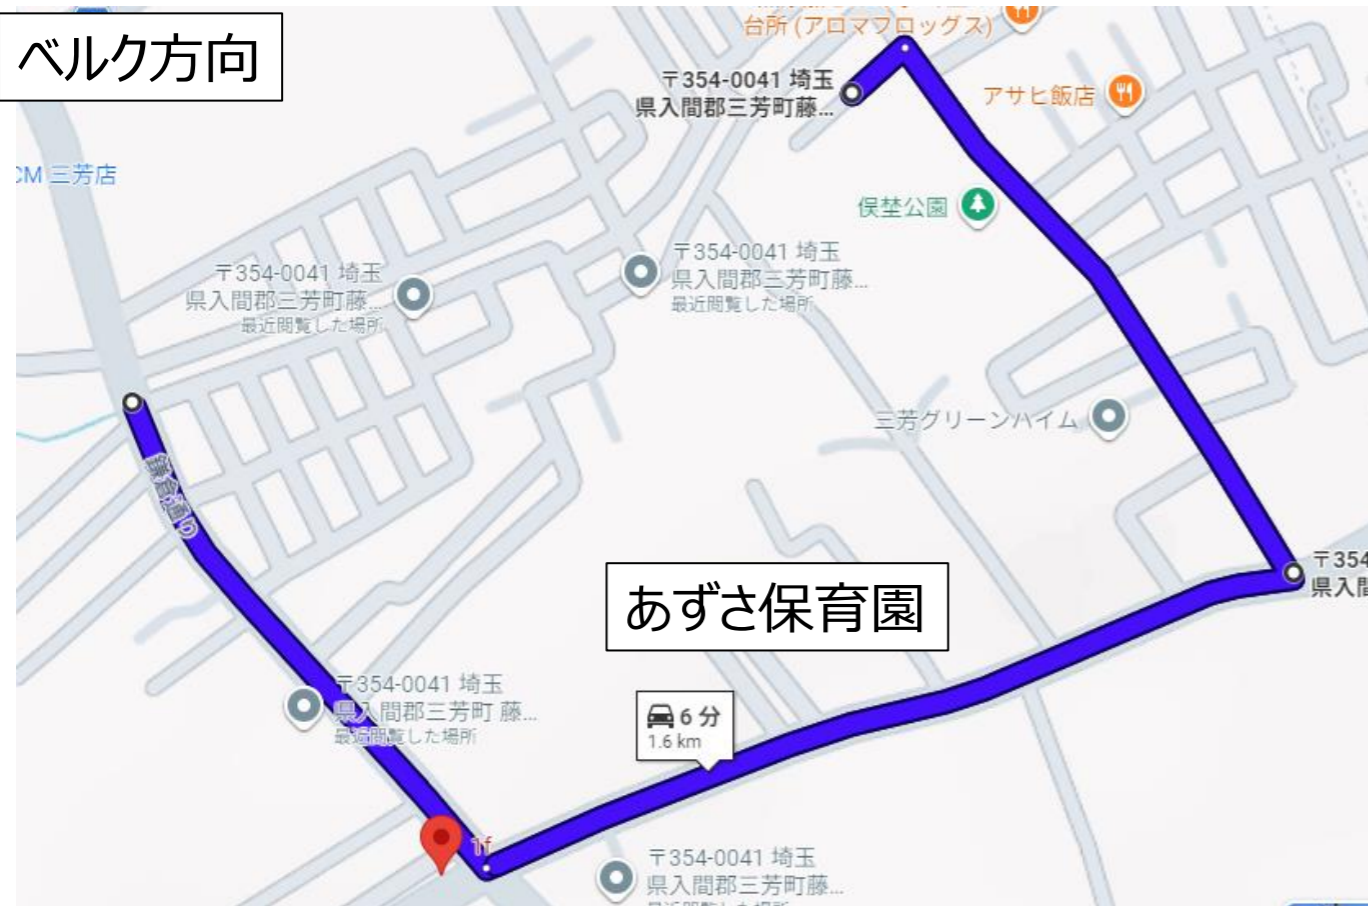 ベルク方向
台所 (アロマフロッグス)
〒354-0041 埼玉
県入間郡三芳町藤...
アサヒ飯店
CM 三芳店
俣埜公園
〒354-0041 埼玉
県入間郡三芳町藤...
最近閲覧した場所
〒354-0041 埼玉
県入間郡三芳町藤...
最近閲覧した場所
三芳グリーンハイム
鎌倉通り
〒354
県入間
あずさ保育園
〒354-0041 埼玉
県入間郡三芳町 藤...
最近閲覧した場所
6 分
1.6 km
1f
〒354-0041 埼玉
県入間郡三芳町藤...